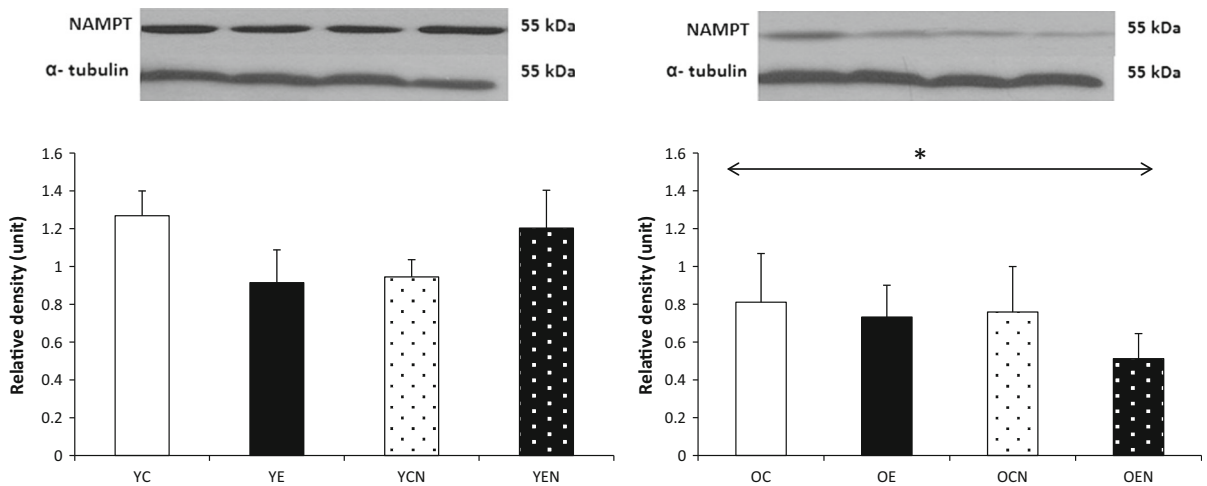 NAMPT 55 kDa
α- tubulin 55 kDa
1.6
1.4
1.2
1
0.8
0.6
0.4
0.2
0
Relative density (unit)
YC YE YCN YEN
NAMPT 55 kDa
α- tubulin 55 kDa
*
1.6
1.4
1.2
1
0.8
0.6
0.4
0.2
0
Relative density (unit)
OC OE OCN OEN